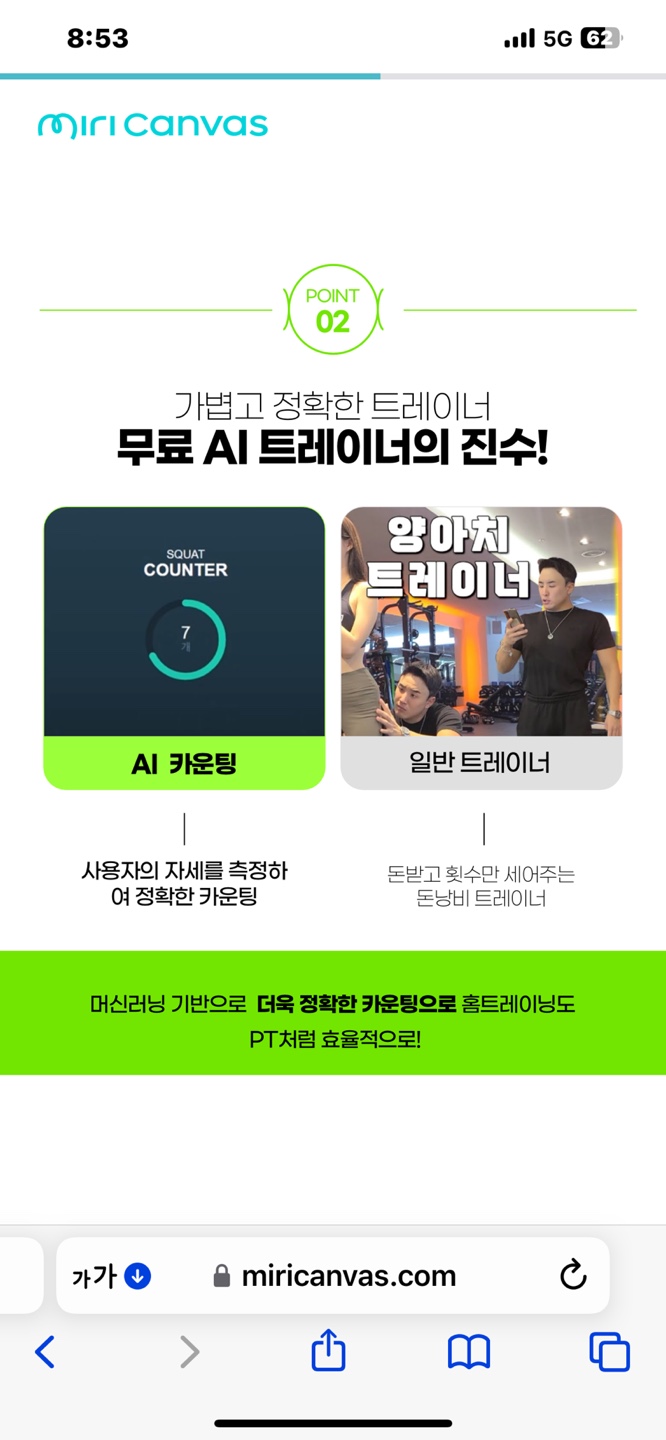 8:53
5G 62
miri canvas
POINT
02
가볍고 정확한 트레이너
무료 AI 트레이너의 진수!
SQUAT
COUNTER
7
개
AI 카운팅
양아치
트레이너
일반 트레이너
사용자의 자세를 측정하
여 정확한 카운팅
돈받고 횟수만 세어주는
돈낭비 트레이너
머신러닝 기반으로 더욱 정확한 카운팅으로 홈트레이닝도
PT처럼 효율적으로!
가가 miricanvas.com